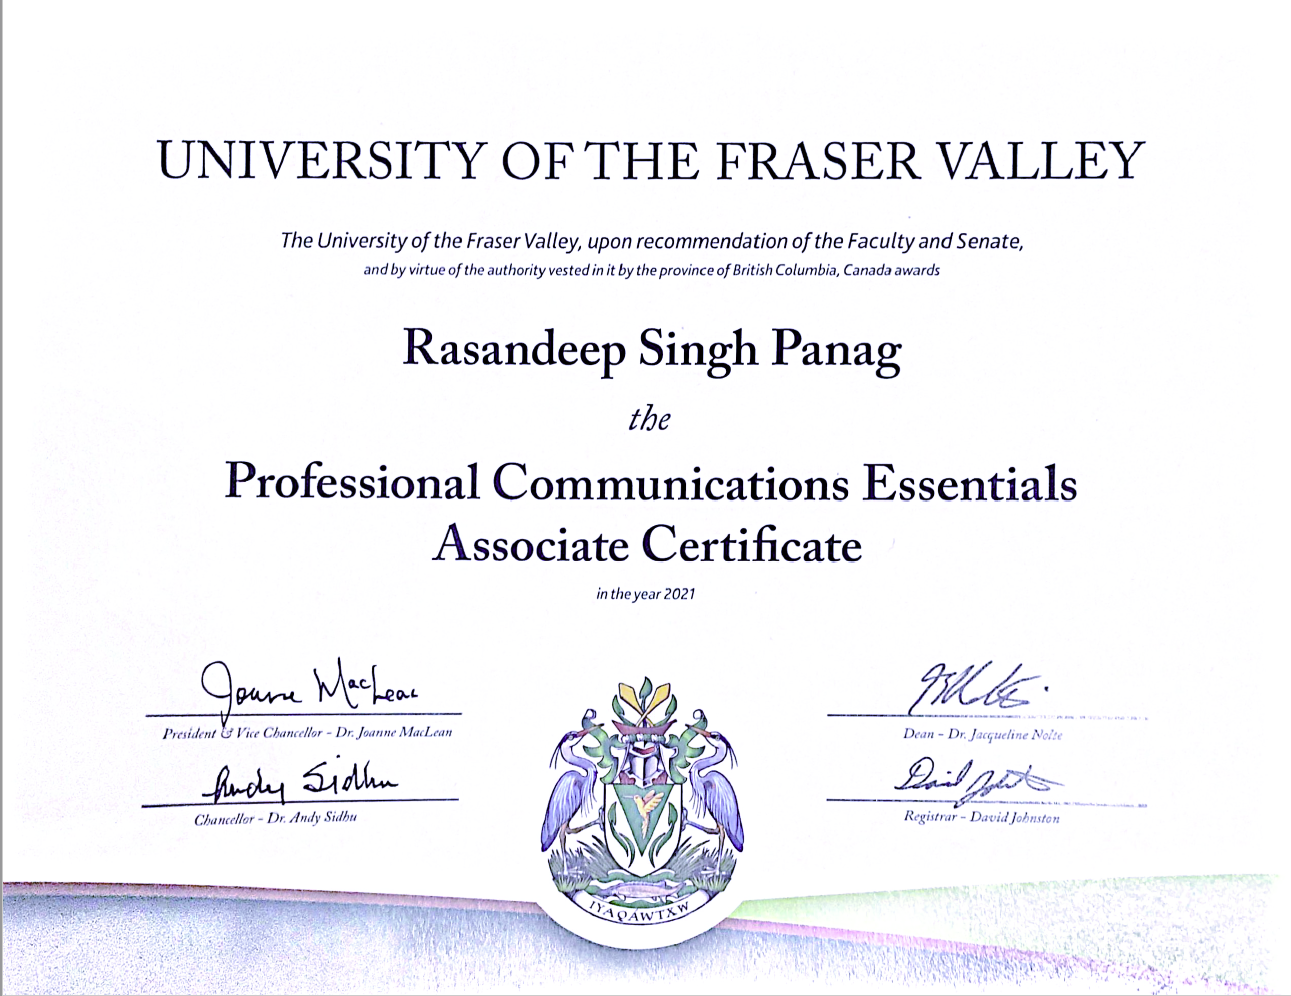 UNIVERSITY OF THE FRASER VALLEY
The University of the Fraser Valley, upon recommendation of the Faculty and Senate,
and by virtue of the authority vested in it by the province of British Columbia, Canada awards
Rasandeep Singh Panag
the
Professional Communications Essentials
Associate Certificate
in the year 2021
Joanne MacLean
President & Vice Chancellor - Dr. Joanne MacLean
Dean - Dr. Jacqueline Nolte
Andy Sidhu
Chancellor - Dr. Andy Sidhu
Registrar - David Johnston
IYAQAWTXW